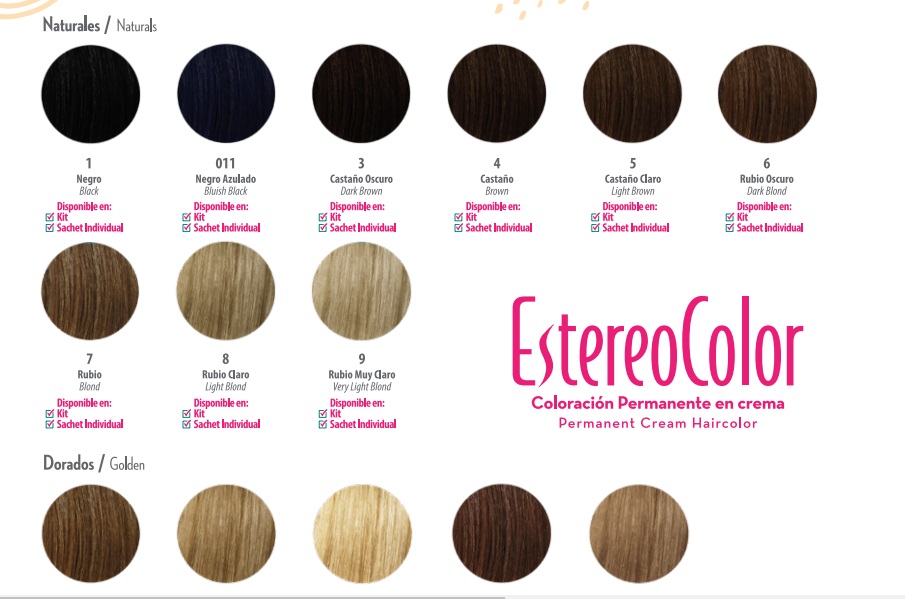 Naturales / Naturals
1
Negro
Black
Disponible en:
Kit
Sachet Individual
011
Negro Azulado
Bluish Black
Disponible en:
Kit
Sachet Individual
3
Castaño Oscuro
Dark Brown
Disponible en:
Kit
Sachet Individual
4
Castaño
Brown
Disponible en:
Kit
Sachet Individual
5
Castaño Claro
Light Brown
Disponible en:
Kit
Sachet Individual
6
Rubio Oscuro
Dark Blond
Disponible en:
Kit
Sachet Individual
7
Rubio
Blond
Disponible en:
Kit
Sachet Individual
8
Rubio Claro
Light Blond
Disponible en:
Kit
Sachet Individual
9
Rubio Muy Claro
Very Light Blond
Disponible en:
Kit
Sachet Individual
EstereoColor
Coloración Permanente en crema
Permanent Cream Haircolor
Dorados / Golden